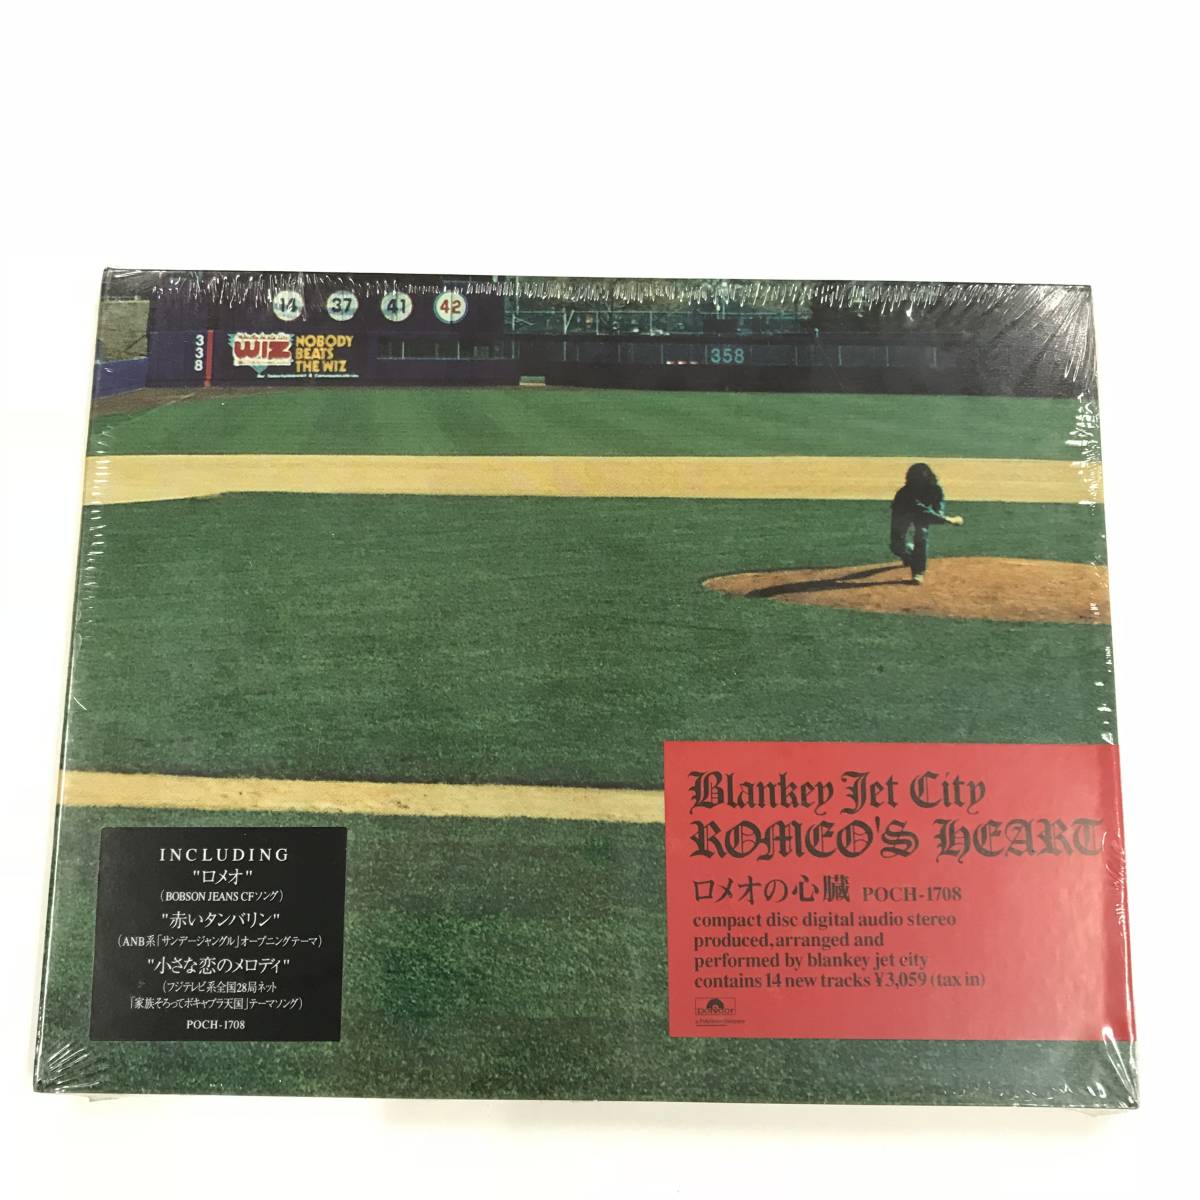 14 37 41 42
338
WIZ
NOBODY
BEATS
THE WIZ
358
Blankey Jet City
ROMEO'S HEART
ロメオの心臓 POCH-1708
compact disc digital audio stereo
produced, arranged and
performed by blankey jet city
contains 14 new tracks ¥3,059 (tax in)
polydor
INCLUDING
"ロメオ"
(BOBSON JEANS CFソング)
"赤いタンバリン"
(ANB系「サンデージャングル」オープニングテーマ)
"小さな恋のメロディ"
(フジテレビ系全国28局ネット
「家族そろってボキャブラ天国」テーマソング)
POCH-1708